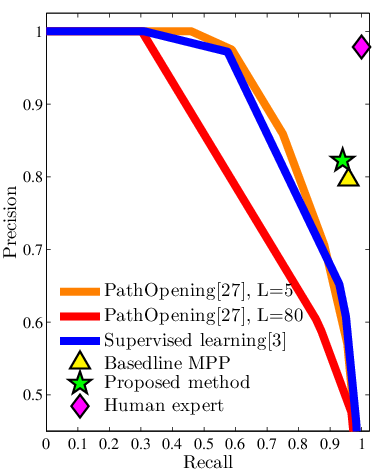 1
0.9
0.8
0.7
0.6
0.5
Precision
PathOpening[27], L=5
PathOpening[27], L=80
Supervised learning[3]
Basedline MPP
Proposed method
Human expert
0 0.1 0.2 0.3 0.4 0.5 0.6 0.7 0.8 0.9 1
Recall